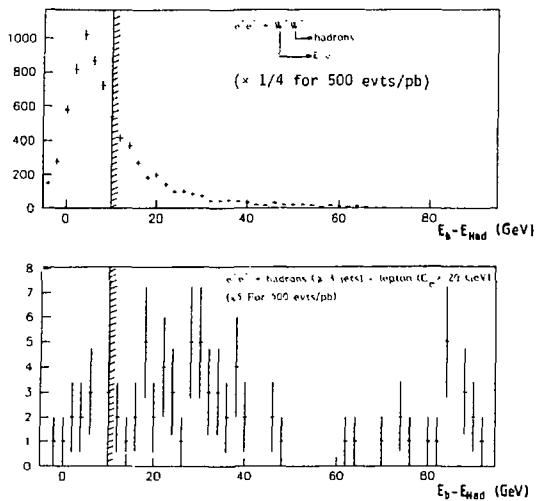 1000
800
600
400
200
0
e⁺e⁻ → W⁺W⁻
hadrons
(× 1/4 for 500 evts/pb)
0 20 40 60 80
E_b-E_Had (GeV)
8
7
6
5
4
3
2
1
0
hadrons jets) lepton GeV)
For 500 evts/pb)
0 20 40 60 80
E_b-E_Had (GeV)